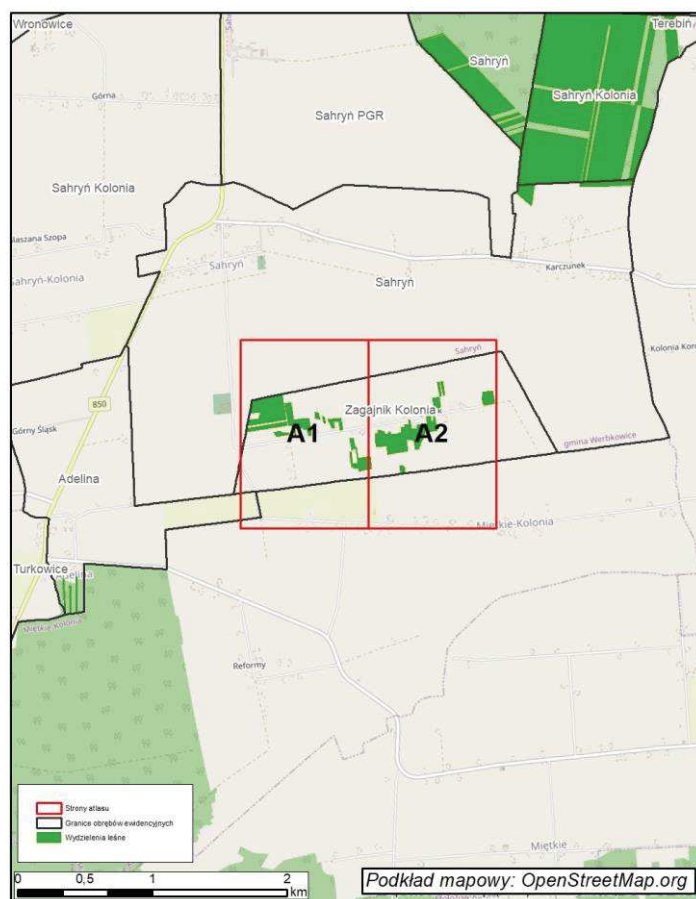 Wronowice
Terebiń
Sahryń
Górna
Sahryń Kolonia
Sahryń PGR
Sahryń Kolonia
Sahryń-Kolonia
Sahryń
Sahryń
Karczunek
Sahryń
850
Górny Śląsk
Zagajnik Kolonia
A1
A2
gmina Werbkowice
Adelina
Miętkie-Kolonia
Turkowice
Adelina
Miętkie-Kolonia
Reformy
Strony atlasu
Granice obrębów ewidencyjnych
Wydzielenia leśne
Miętkie
0 0,5 1 2
km
Podkład mapowy: OpenStreetMap.org